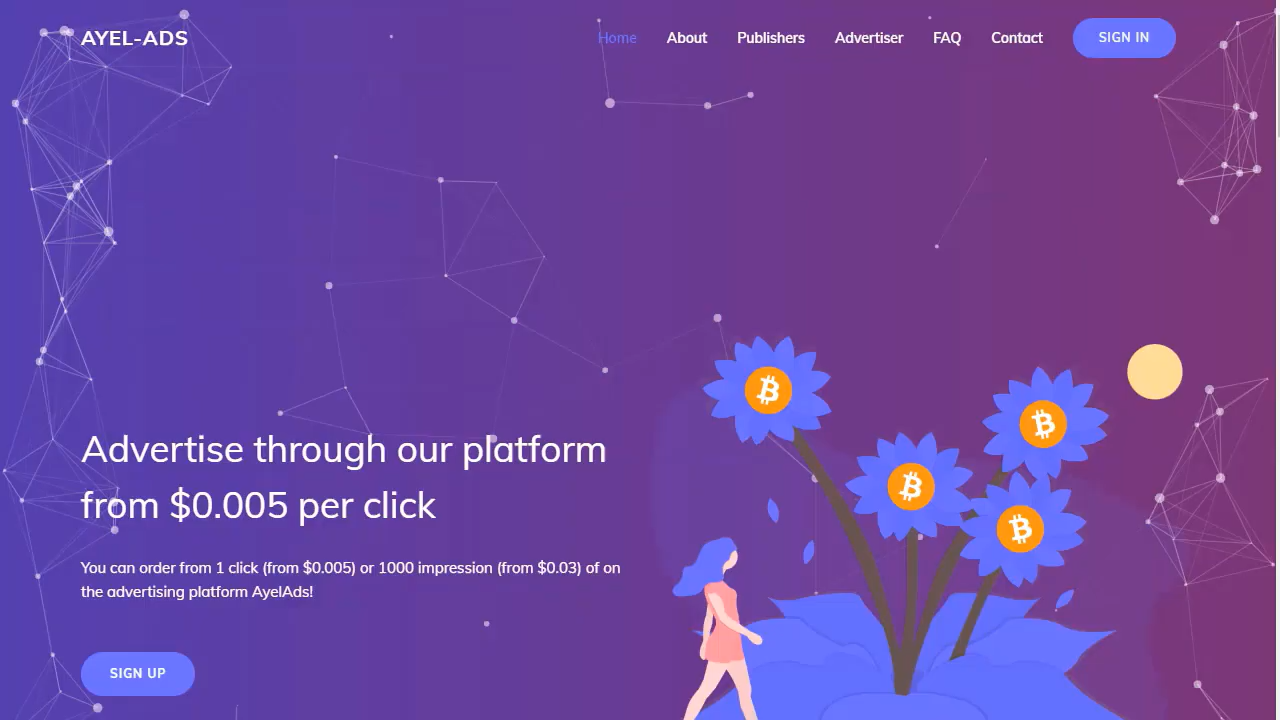 AYEL-ADS
Home
About
Publishers
Advertiser
FAQ
Contact
SIGN IN
Advertise through our platform
from $0.005 per click
You can order from 1 click (from $0.005) or 1000 impression (from $0.03) of on
the advertising platform AyelAds!
SIGN UP